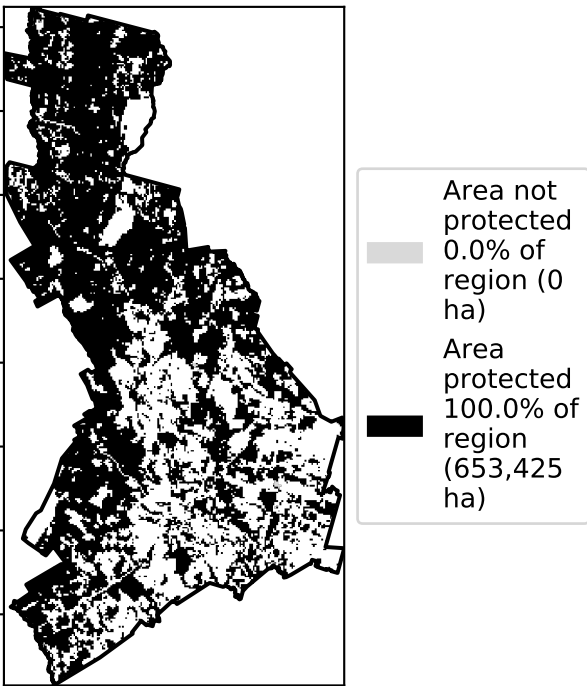 Area not
protected
0.0% of
region (0
ha)
Area
protected
100.0% of
region
(653,425
ha)